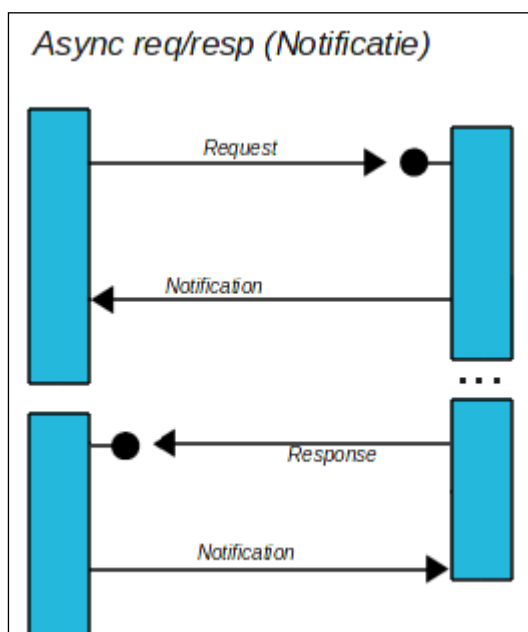 Async req/resp (Notificatie)
Request
Notification
...
Response
Notification